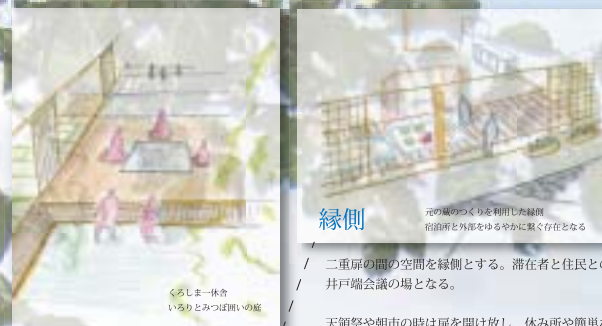 くろしま一休舎
いろりとみつば囲いの庭
縁側
元の蔵のつくりを利用した縁側
宿泊所と外部をゆるやかに繋ぐ存在となる
二重扉の間の空間を縁側とする。滞在者と住民との
井戸端会議の場となる。
天領祭や朝市の時は扉を開け放し、休み所や簡単